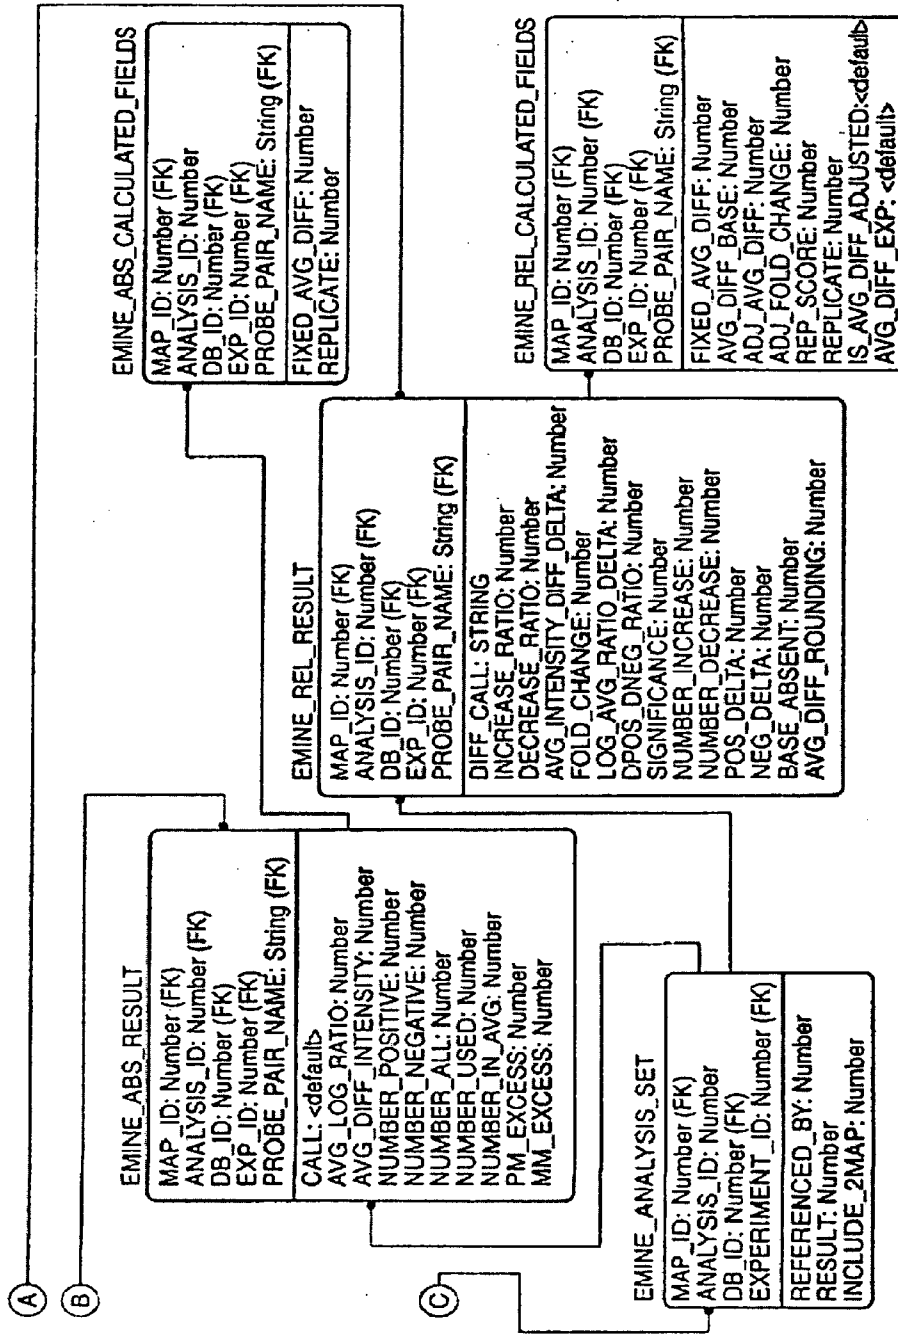 A
B
C
EMINE_ABS_RESULT
MAP_ID: Number (FK)
ANALYSIS_ID: Number (FK)
DB_ID: Number (FK)
EXP_ID: Number (FK)
PROBE_PAIR_NAME: String (FK)
CALL: <default>
AVG_LOG_RATIO: Number
AVG_DIFF_INTENSITY: Number
NUMBER_POSITIVE: Number
NUMBER_NEGATIVE: Number
NUMBER_ALL: Number
NUMBER_USED: Number
NUMBER_IN_AVG: Number
PM_EXCESS: Number
MM_EXCESS: Number
EMINE_ANALYSIS_SET
MAP_ID: Number (FK)
ANALYSIS_ID: Number
DB_ID: Number (FK)
EXPERIMENT_ID: Number (FK)
REFERENCED_BY: Number
RESULT: Number
INCLUDE_2MAP: Number
EMINE_REL_RESULT
MAP_ID: Number (FK)
ANALYSIS_ID: Number (FK)
DB_ID: Number (FK)
EXP_ID: Number (FK)
PROBE_PAIR_NAME: String (FK)
DIFF_CALL: STRING
INCREASE_RATIO: Number
DECREASE_RATIO: Number
AVG_INTENSITY_DIFF_DELTA: Number
FOLD_CHANGE: Number
LOG_AVG_RATIO_DELTA: Number
DPOS_DNEG_RATIO: Number
SIGNIFICANCE: Number
NUMBER_INCREASE: Number
NUMBER_DECREASE: Number
POS_DELTA: Number
NEG_DELTA: Number
BASE_ABSENT: Number
AVG_DIFF_ROUNDING: Number
EMINE_ABS_CALCULATED_FIELDS
MAP_ID: Number (FK)
ANALYSIS_ID: Number
DB_ID: Number (FK)
EXP_ID: Number (FK)
PROBE_PAIR_NAME: String (FK)
FIXED_AVG_DIFF: Number
REPLICATE: Number
EMINE_REL_CALCULATED_FIELDS
MAP_ID: Number (FK)
ANALYSIS_ID: Number (FK)
DB_ID: Number (FK)
EXP_ID: Number (FK)
PROBE_PAIR_NAME: String (FK)
FIXED_AVG_DIFF: Number
AVG_DIFF_BASE: Number
ADJ_AVG_DIFF: Number
ADJ_FOLD_CHANGE: Number
REP_SCORE: Number
REPLICATE: Number
IS_AVG_DIFF_ADJUSTED:<default>
AVG_DIFF_EXP: <default>